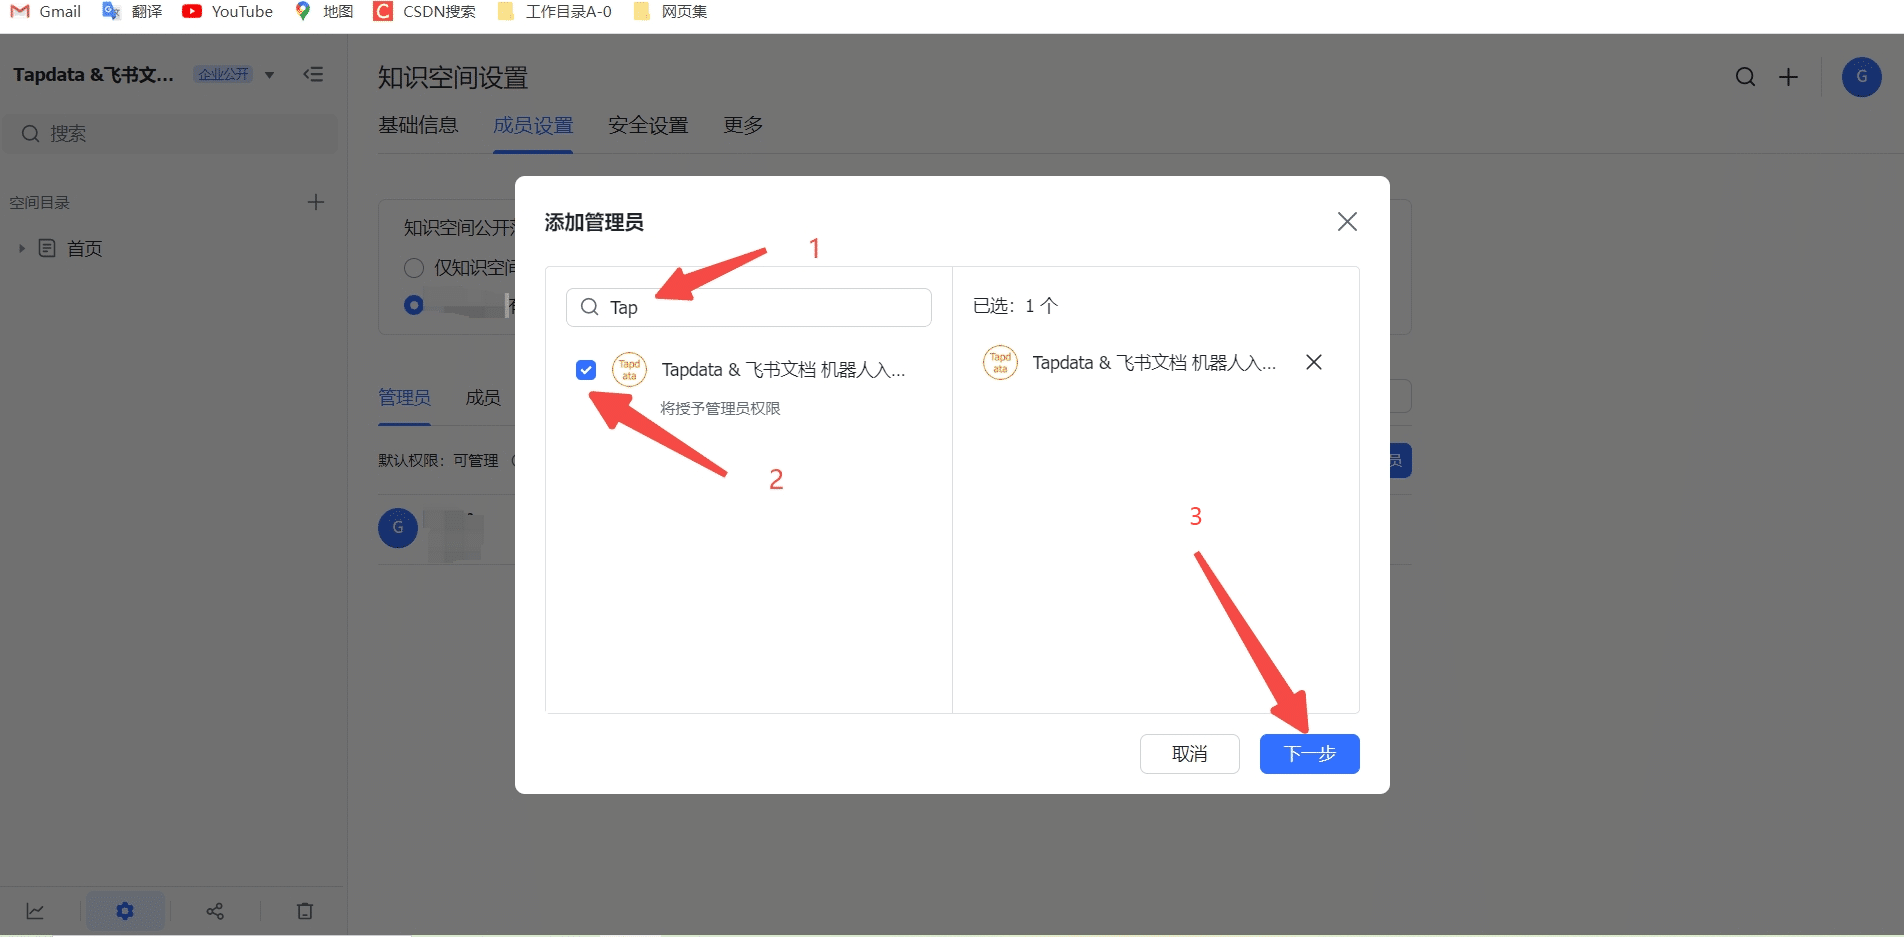 Gmail 翻译 YouTube 地图 CSDN搜索 工作目录A-0 网页集
Tapdata &飞书文... 企业公开
搜索
空间目录
首页
知识空间设置
基础信息 成员设置 安全设置 更多
G
知识空间公开
仅知识空间
管理员 成员
默认权限：可管理
员
G
添加管理员
1
Tap
Tapd
ata
Tapdata & 飞书文档 机器人入...
将授予管理员权限
2
已选：1 个
Tapd
ata
Tapdata & 飞书文档 机器人入...
3
取消 下一步